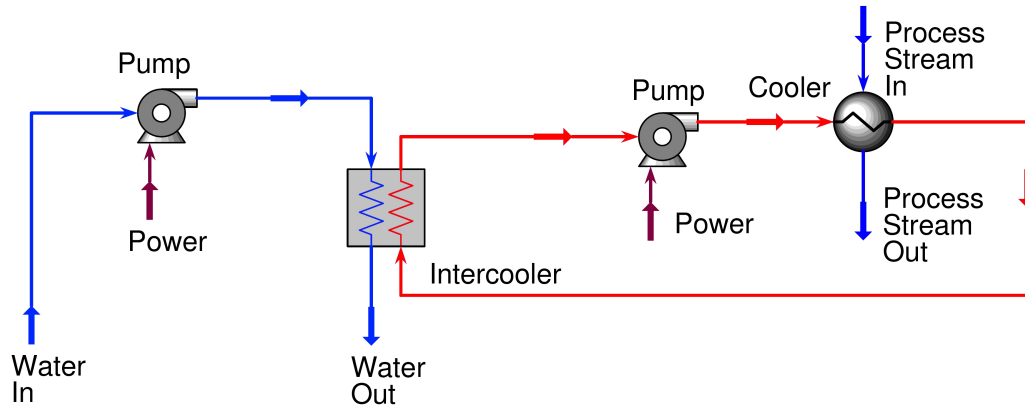 Pump
Power
Water
In
Intercooler
Water
Out
Pump
Power
Cooler
Process
Stream
In
Process
Stream
Out